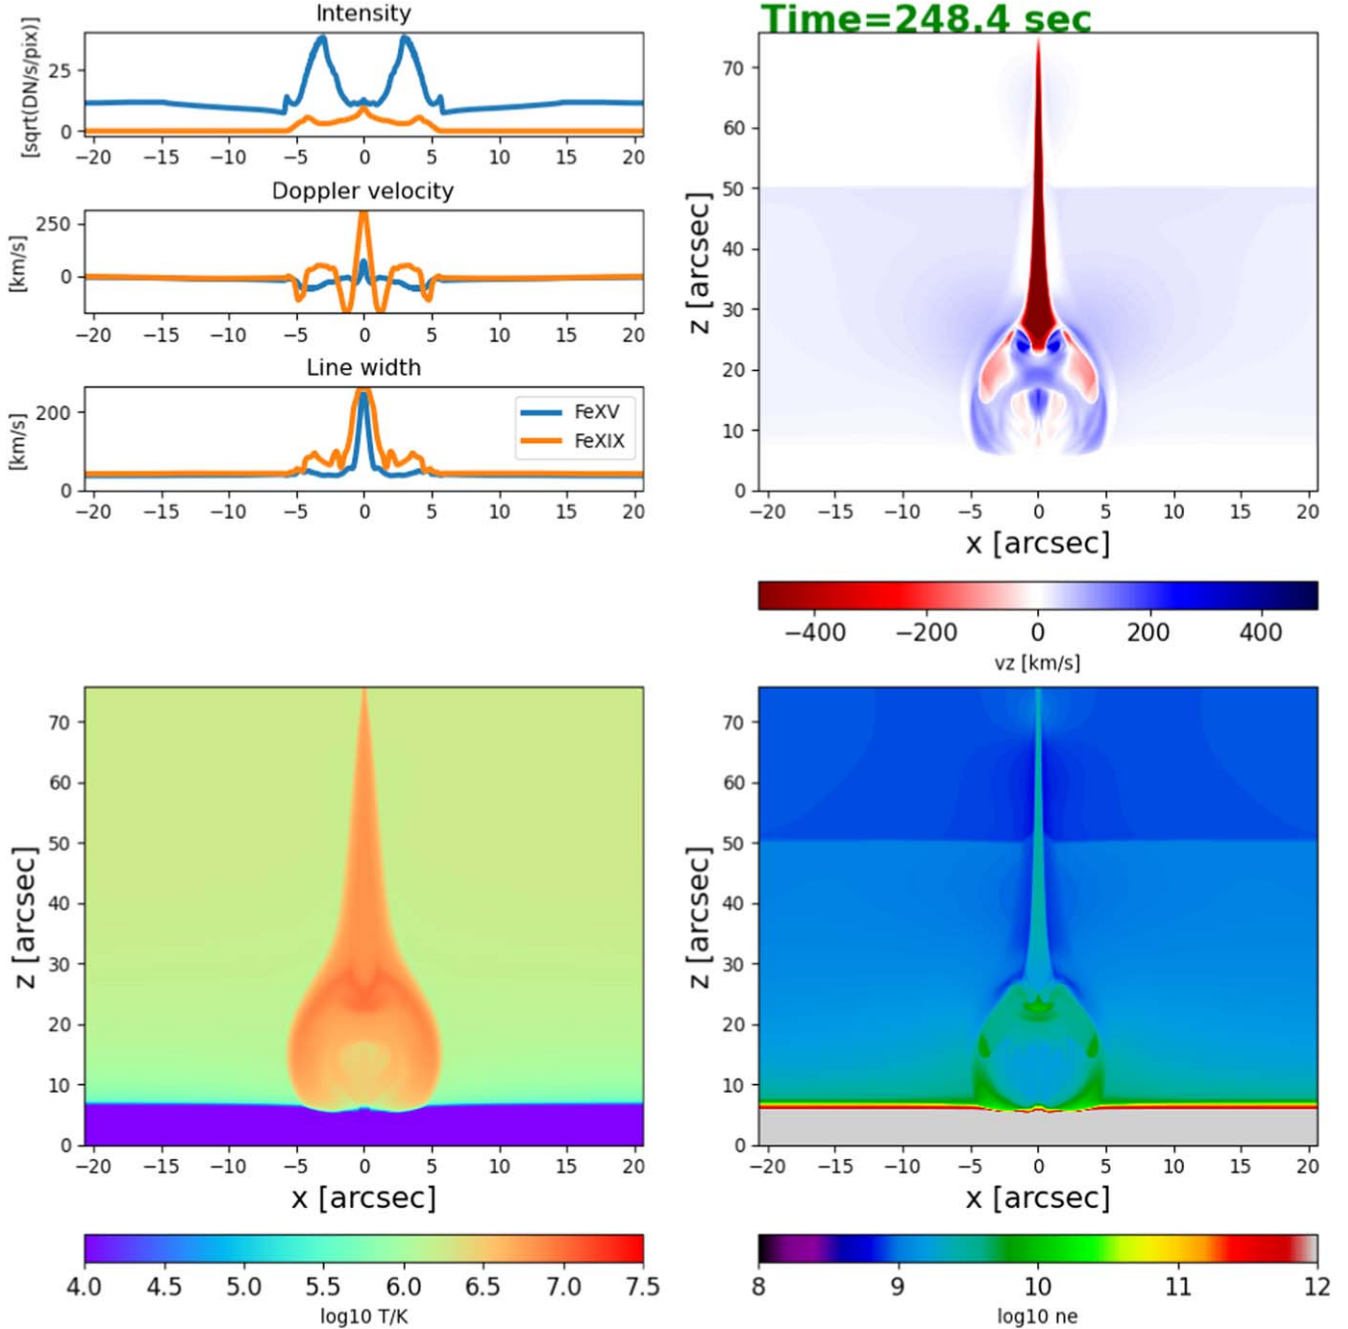 Intensity
[sqrt(DN/s/pix)]
25
0
−20 −15 −10 −5 0 5 10 15 20
Doppler velocity
[km/s]
250
0
−20 −15 −10 −5 0 5 10 15 20
Line width
[km/s]
200
0
FeXV
FeXIX
−20 −15 −10 −5 0 5 10 15 20
Time=248.4 sec
z [arcsec]
70
60
50
40
30
20
10
0
−20 −15 −10 −5 0 5 10 15 20
x [arcsec]
−400 −200 0 200 400
vz [km/s]
z [arcsec]
70
60
50
40
30
20
10
0
−20 −15 −10 −5 0 5 10 15 20
x [arcsec]
4.0 4.5 5.0 5.5 6.0 6.5 7.0 7.5
log10 T/K
z [arcsec]
70
60
50
40
30
20
10
0
−20 −15 −10 −5 0 5 10 15 20
x [arcsec]
8 9 10 11 12
log10 ne